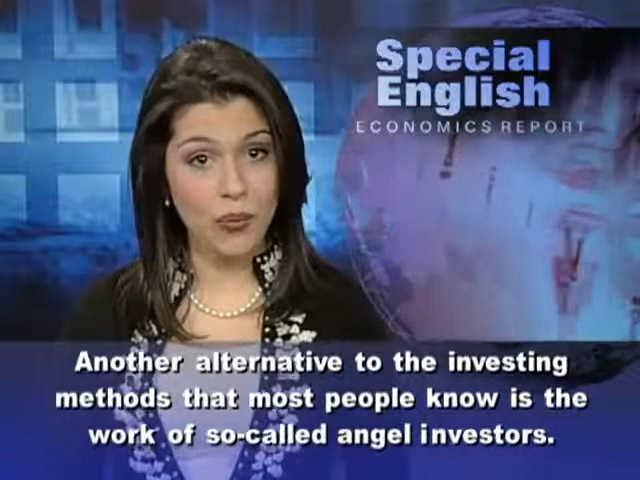 Special
English
ECONOMICS REPORT
Another alternative to the investing
methods that most people know is the
work of so-called angel investors.